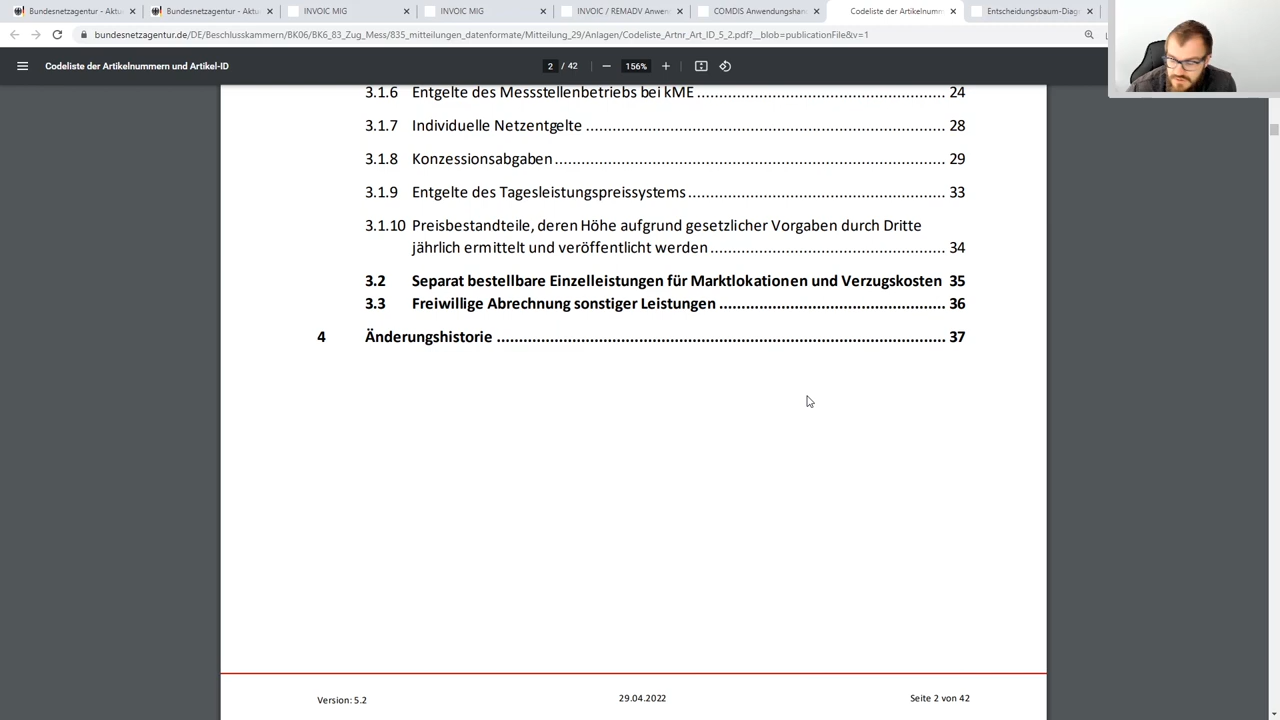 Bundesnetzagentur - Aktu
Bundesnetzagentur - Aktu
INVOIC MIG
INVOIC MIG
INVOIC / REMADV Anwen
COMDIS Anwendungshan
Codeliste der Artikelnumm
Entscheidungsbaum-Diag
bundesnetzagentur.de/DE/Beschlusskammern/BK06/BK6_83_Zug_Mess/835_mitteilungen_datenformate/Mitteilung_29/Anlagen/Codeliste_Artnr_Art_ID_5_2.pdf?__blob=publicationFile&v=1
Codeliste der Artikelnummern und Artikel-ID
2 / 42
156%
3.1.6 Entgelte des Messstellenbetriebs bei kME 24
3.1.7 Individuelle Netzentgelte 28
3.1.8 Konzessionsabgaben 29
3.1.9 Entgelte des Tagesleistungspreissystems 33
3.1.10 Preisbestandteile, deren Höhe aufgrund gesetzlicher Vorgaben durch Dritte
jährlich ermittelt und veröffentlicht werden 34
3.2 Separat bestellbare Einzelleistungen für Marktlokationen und Verzugskosten 35
3.3 Freiwillige Abrechnung sonstiger Leistungen 36
4 Änderungshistorie 37
Version: 5.2
29.04.2022
Seite 2 von 42